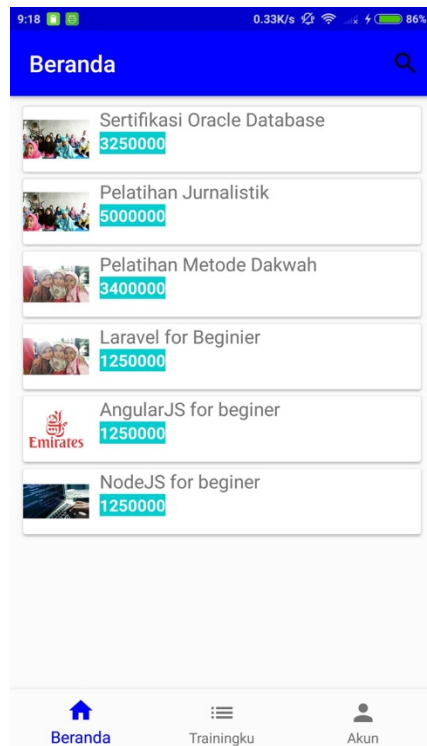 9:18 0.33K/s 86%
Beranda
Sertifikasi Oracle Database
3250000
Pelatihan Jurnalistik
5000000
Pelatihan Metode Dakwah
3400000
Laravel for Beginier
1250000
AngularJS for beginer
1250000
Emirates
NodeJS for beginer
1250000
Beranda
Trainingku
Akun